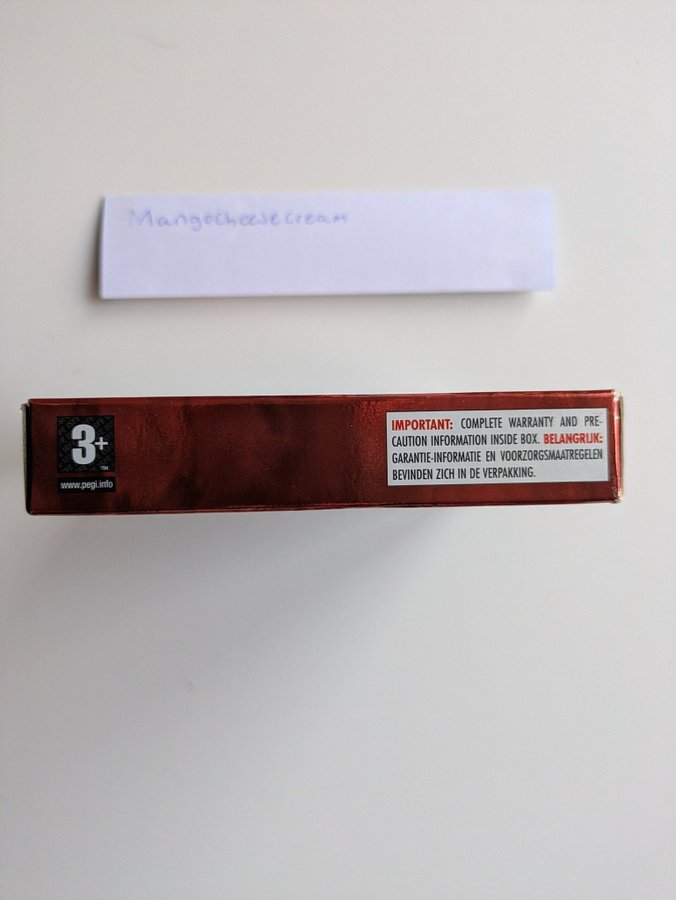 Mangocheesecream
3+
TM
www.pegi.info
IMPORTANT: COMPLETE WARRANTY AND PRE-
CAUTION INFORMATION INSIDE BOX. BELANGRIJK:
GARANTIE-INFORMATIE EN VOORZORGSMAATREGELEN
BEVINDEN ZICH IN DE VERPAKKING.